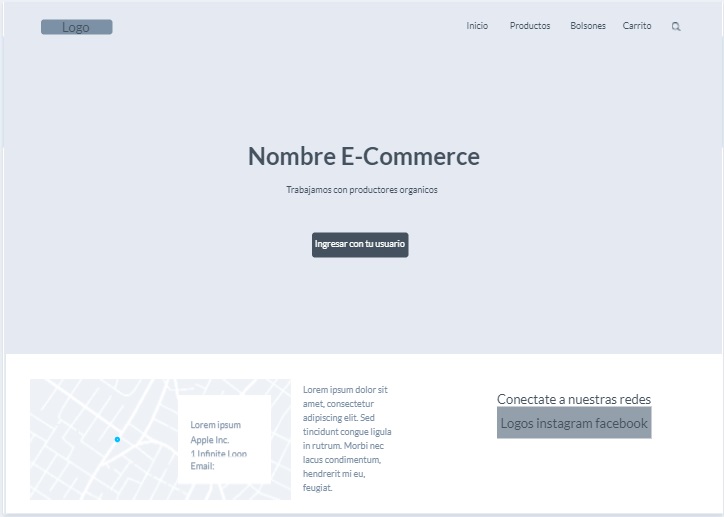 Logo
Inicio Productos Bolsones Carrito
Nombre E-Commerce
Trabajamos con productores organicos
Ingresar con tu usuario
Lorem ipsum
Apple Inc.
1 Infinite Loop
Email:
Lorem ipsum dolor sit
amet, consectetur
adipiscing elit. Sed
tincidunt congue ligula
in rutrum. Morbi nec
lacus condimentum,
hendrerit mi eu,
feugiat.
Conectate a nuestras redes
Logos instagram facebook